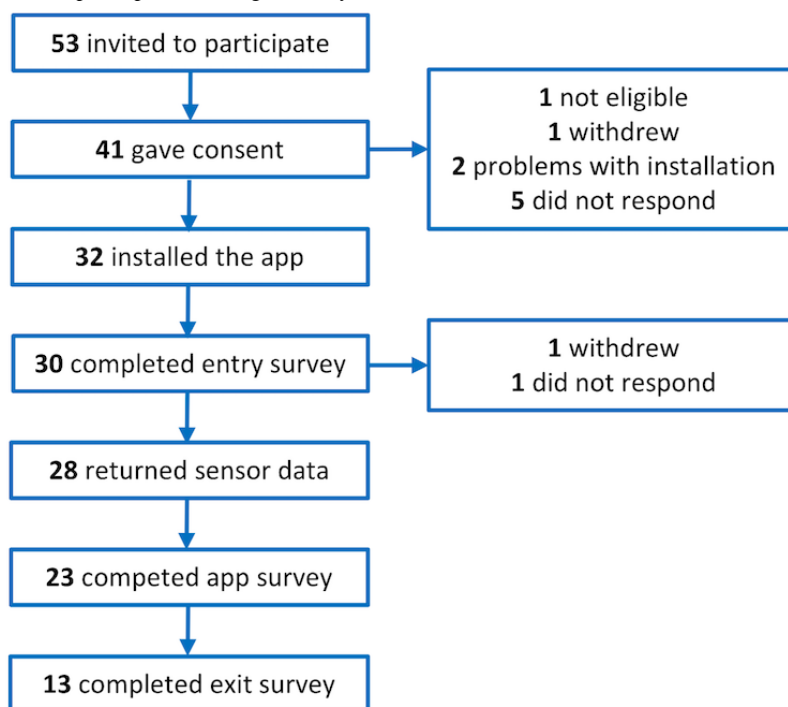 53 invited to participate
41 gave consent
1 not eligible
1 withdrew
2 problems with installation
5 did not respond
32 installed the app
30 completed entry survey
1 withdrew
1 did not respond
28 returned sensor data
23 competed app survey
13 completed exit survey